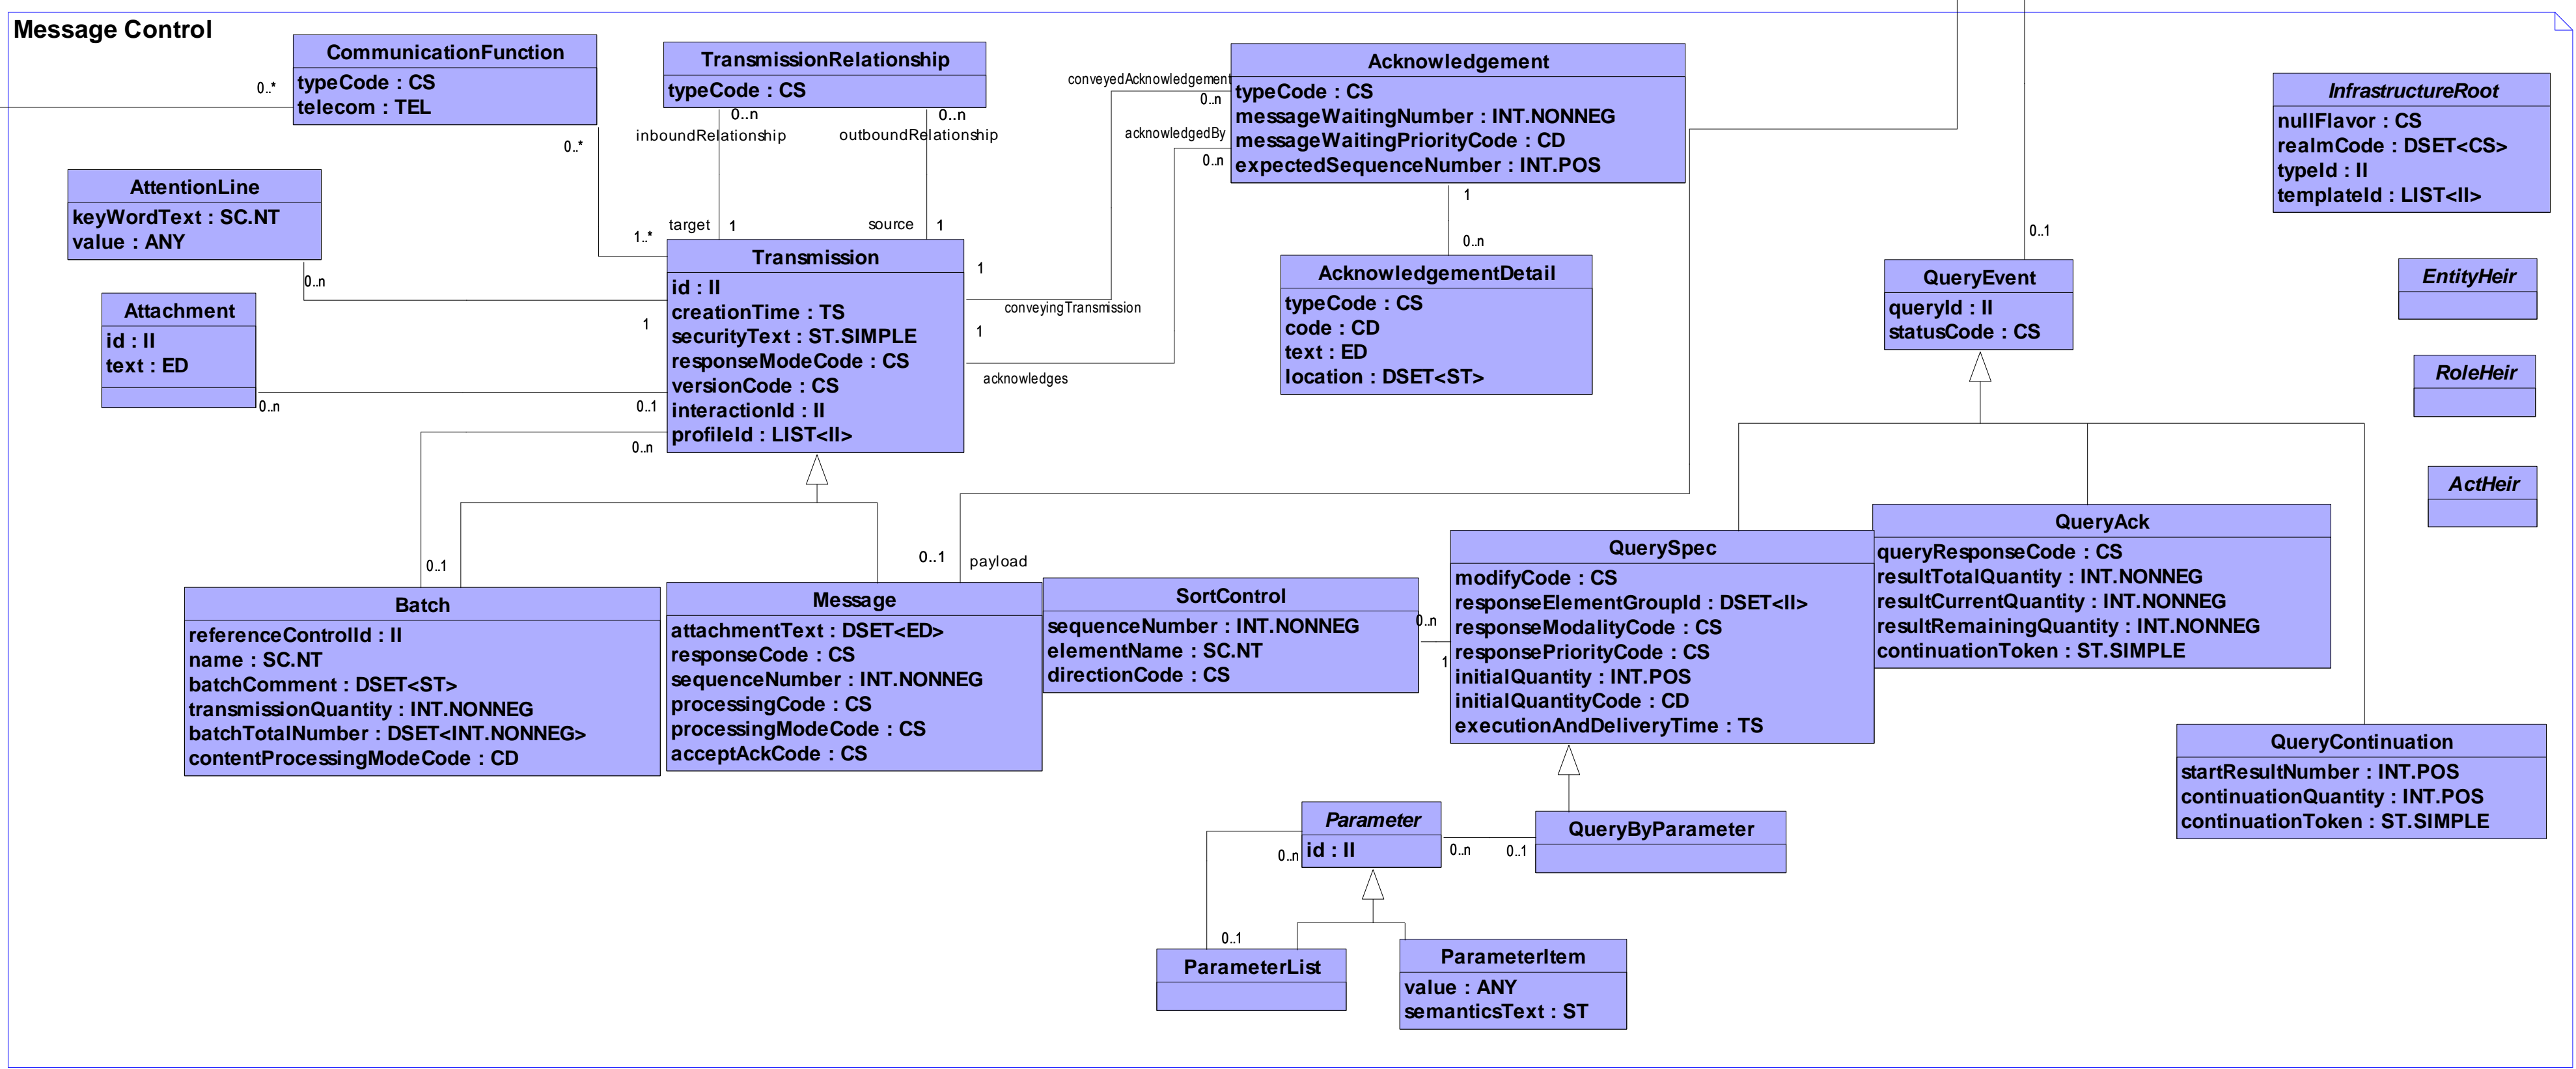 Message Control
CommunicationFunction
typeCode : CS
telecom : TEL
0..*
0..*
TransmissionRelationship
typeCode : CS
0..n
inboundRelationship
0..n
outboundRelationship
target
1
source
1
Acknowledgement
typeCode : CS
messageWaitingNumber : INT.NONNEG
messageWaitingPriorityCode : CD
expectedSequenceNumber : INT.POS
conveyedAcknowledgement
0..n
acknowledgedBy
0..n
InfrastructureRoot
nullFlavor : CS
realmCode : DSET<CS>
typeId : II
templateId : LIST<II>
AttentionLine
keyWordText : SC.NT
value : ANY
0..n
1..*
1
Attachment
id : II
text : ED
0..n
0..1
0..n
Transmission
id : II
creationTime : TS
securityText : ST.SIMPLE
responseModeCode : CS
versionCode : CS
interactionId : II
profileId : LIST<II>
1
conveyingTransmission
1
acknowledges
1
0..n
AcknowledgementDetail
typeCode : CS
code : CD
text : ED
location : DSET<ST>
0..1
QueryEvent
queryId : II
statusCode : CS
EntityHeir
RoleHeir
ActHeir
0..1
Batch
referenceControlId : II
name : SC.NT
batchComment : DSET<ST>
transmissionQuantity : INT.NONNEG
batchTotalNumber : DSET<INT.NONNEG>
contentProcessingModeCode : CD
0..1
payload
Message
attachmentText : DSET<ED>
responseCode : CS
sequenceNumber : INT.NONNEG
processingCode : CS
processingModeCode : CS
acceptAckCode : CS
SortControl
sequenceNumber : INT.NONNEG
elementName : SC.NT
directionCode : CS
0..n
1
QuerySpec
modifyCode : CS
responseElementGroupId : DSET<II>
responseModalityCode : CS
responsePriorityCode : CS
initialQuantity : INT.POS
initialQuantityCode : CD
executionAndDeliveryTime : TS
QueryAck
queryResponseCode : CS
resultTotalQuantity : INT.NONNEG
resultCurrentQuantity : INT.NONNEG
resultRemainingQuantity : INT.NONNEG
continuationToken : ST.SIMPLE
QueryContinuation
startResultNumber : INT.POS
continuationQuantity : INT.POS
continuationToken : ST.SIMPLE
Parameter
id : II
0..n
0..n
0..1
QueryByParameter
0..1
ParameterList
ParameterItem
value : ANY
semanticsText : ST